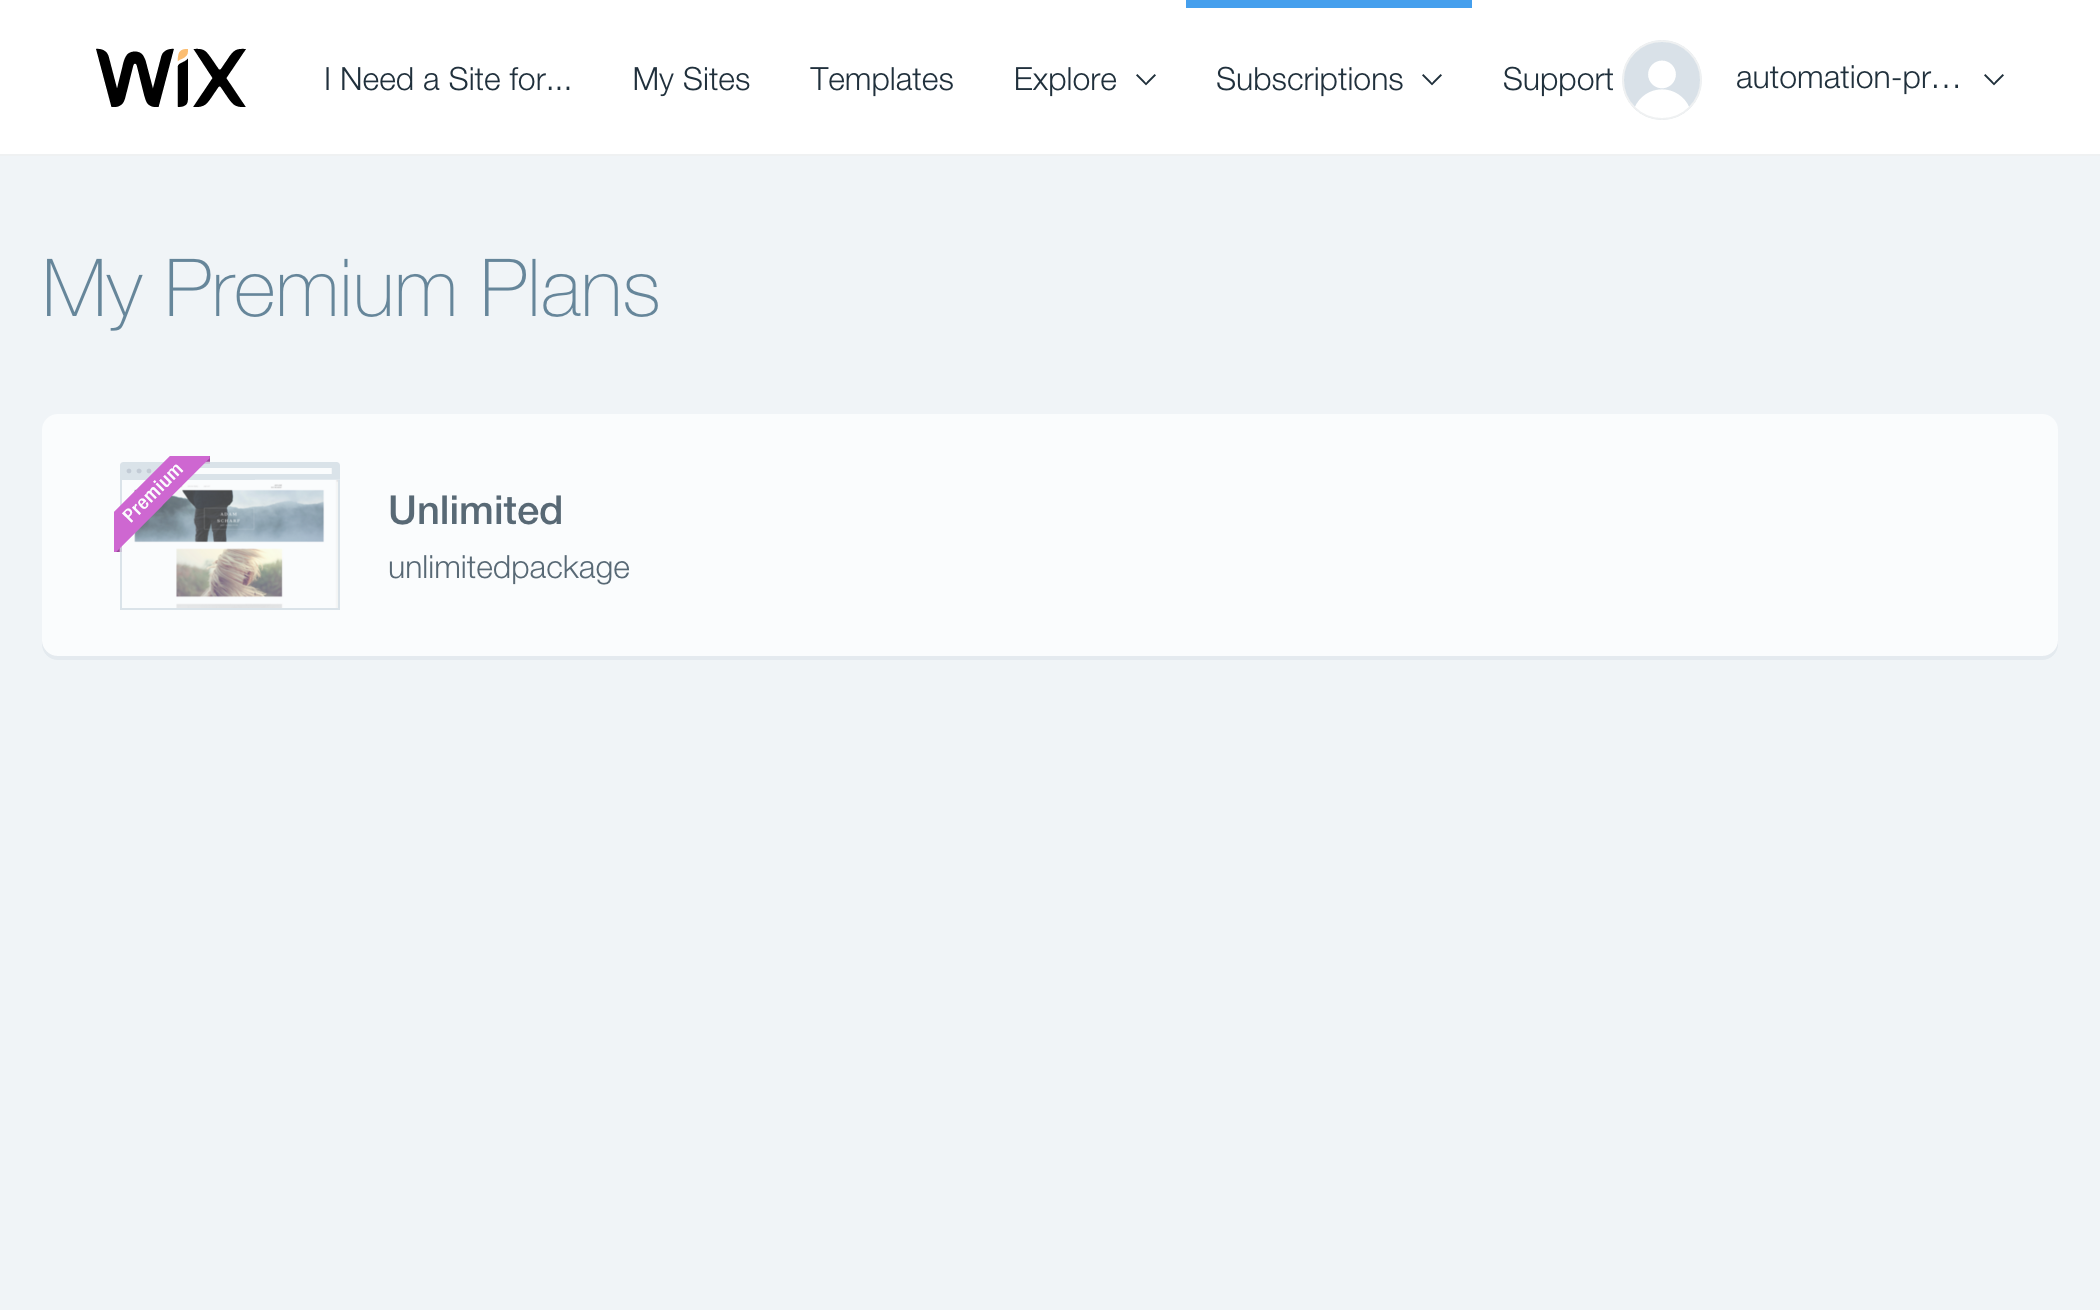 WiX
I Need a Site for...
My Sites
Templates
Explore
Subscriptions
Support
automation-pr...
My Premium Plans
Premium
Unlimited
unlimitedpackage